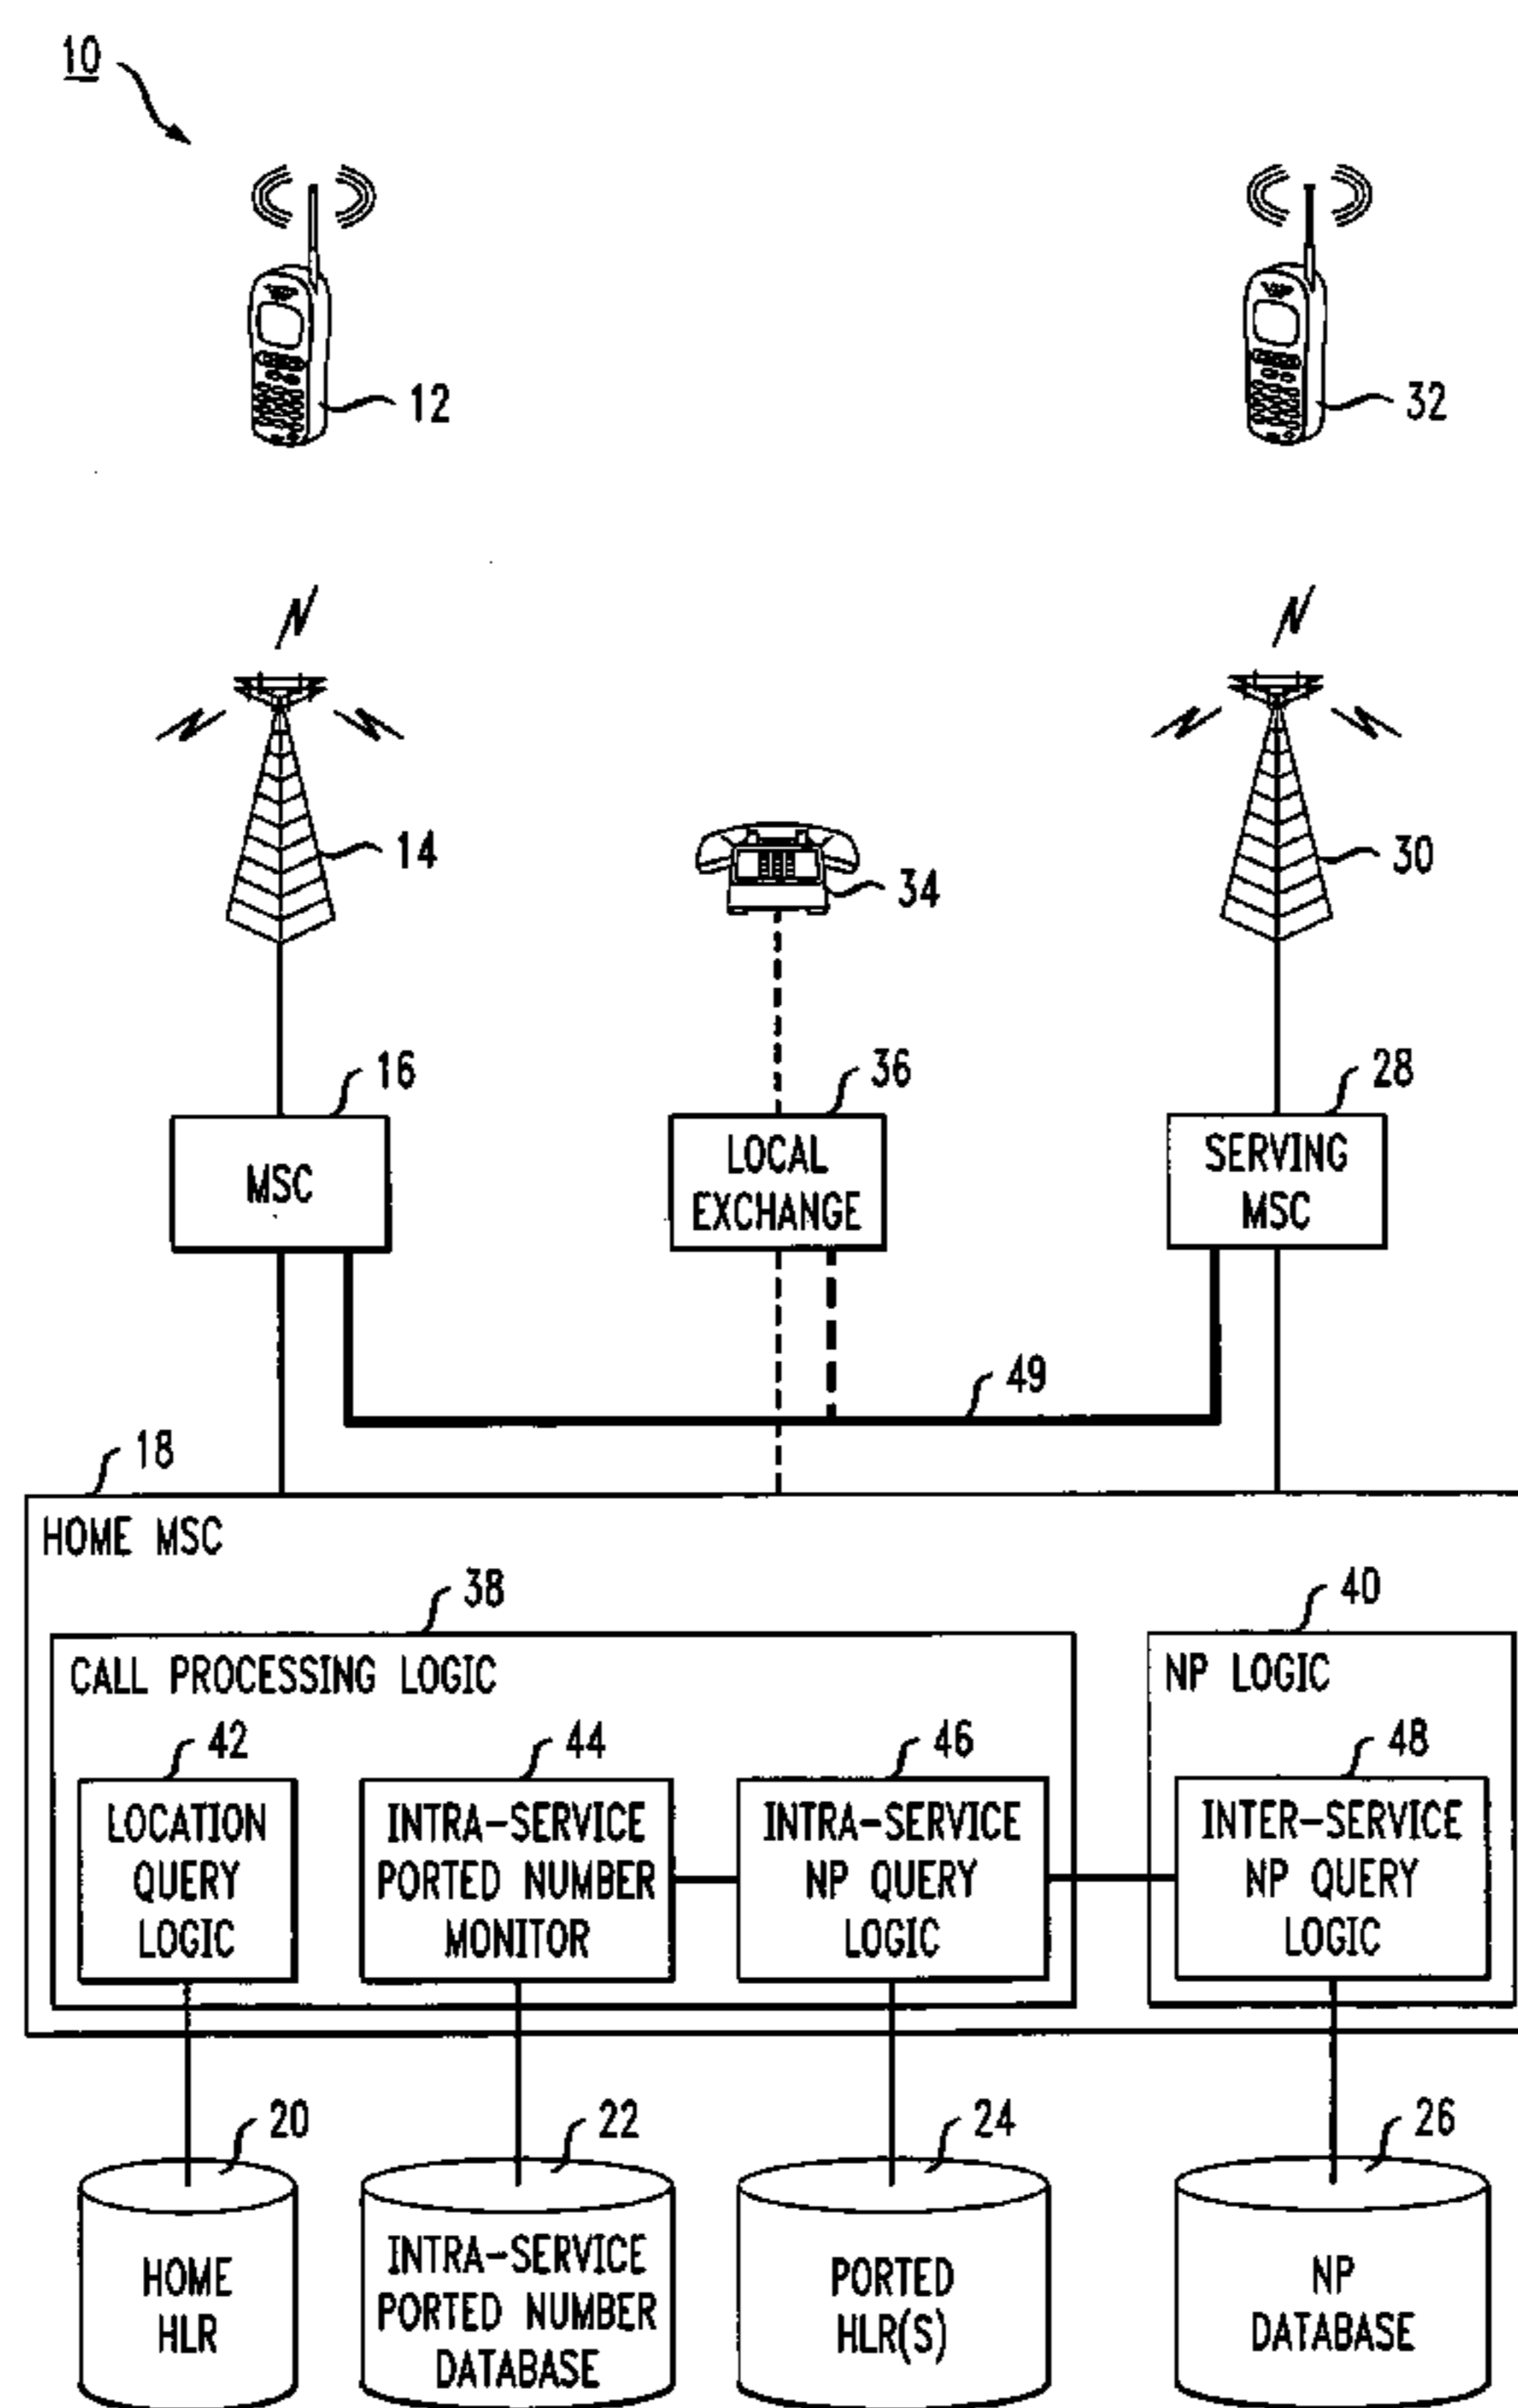 10
12
32
14
34
30
16
36
28
MSC
LOCAL
EXCHANGE
SERVING
MSC
49
18
HOME MSC
38
40
CALL PROCESSING LOGIC
NP LOGIC
42
44
46
48
LOCATION
QUERY
LOGIC
INTRA-SERVICE
PORTED NUMBER
MONITOR
INTRA-SERVICE
NP QUERY
LOGIC
INTER-SERVICE
NP QUERY
LOGIC
20
22
24
26
HOME
HLR
INTRA-SERVICE
PORTED NUMBER
DATABASE
PORTED
HLR(S)
NP
DATABASE